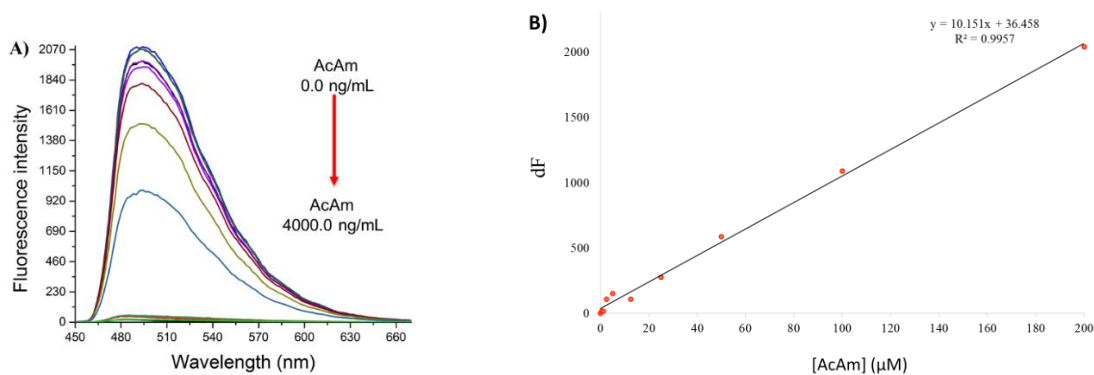 A)
2070
1840
1610
1380
1150
920
690
460
230
0
450
480
510
540
570
600
630
660
Fluorescence intensity
Wavelength (nm)
AcAm
0.0 ng/mL
AcAm
4000.0 ng/mL
B)
y = 10.151x + 36.458
R² = 0.9957
2000
1500
1000
500
0
0
20
40
60
80
100
120
140
160
180
200
dF
[AcAm] (µM)